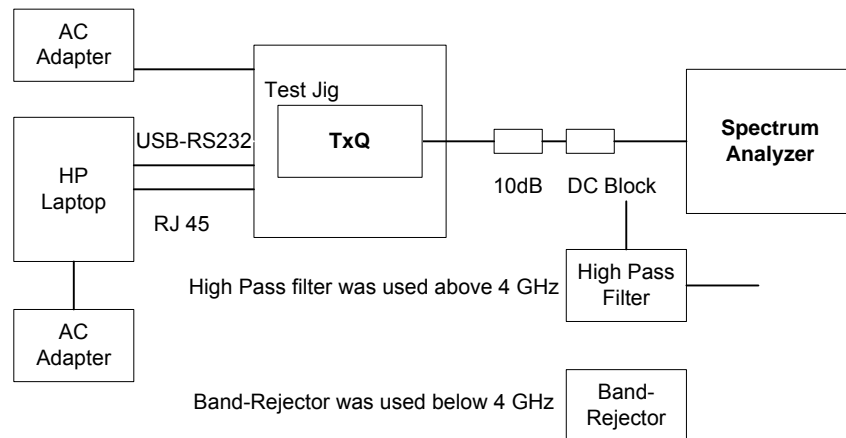 AC
Adapter
Test Jig
USB-RS232
TxQ
Spectrum
Analyzer
HP
Laptop
10dB
DC Block
RJ 45
High Pass filter was used above 4 GHz
High Pass
Filter
AC
Adapter
Band-Rejector was used below 4 GHz
Band-
Rejector